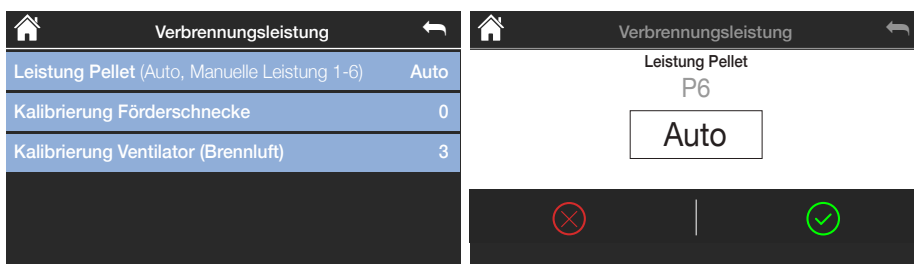 Verbrennungsleistung
Leistung Pellet (Auto, Manuelle Leistung 1-6) Auto
Kalibrierung Förderschnecke 0
Kalibrierung Ventilator (Brennluft) 3
Verbrennungsleistung
Leistung Pellet
P6
Auto